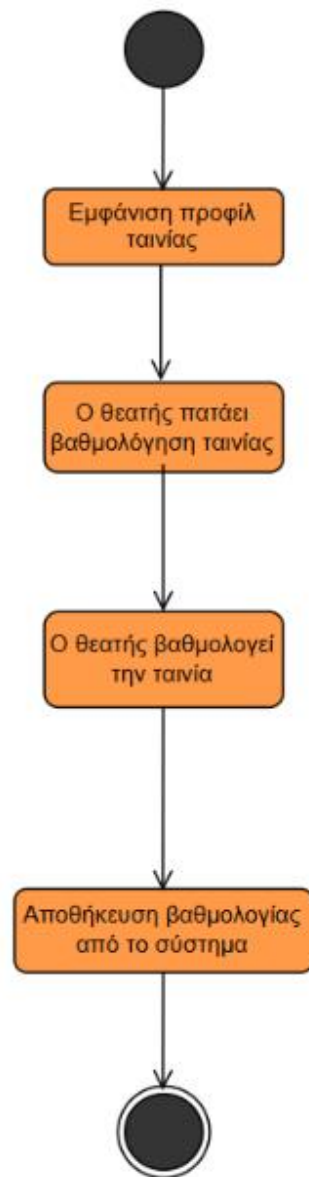 Εμφάνιση προφίλ
ταινίας
Ο θεατής πατάει
βαθμολόγηση ταινίας
Ο θεατής βαθμολογεί
την ταινία
Αποθήκευση βαθμολογίας
από το σύστημα